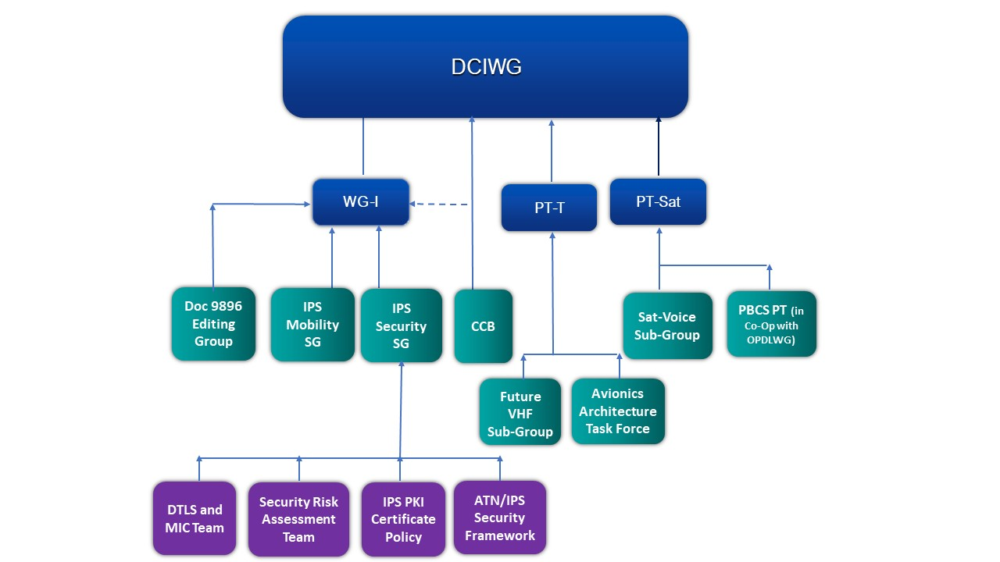 DCIWG
WG-I
PT-T
PT-Sat
Doc 9896
Editing
Group
IPS
Mobility
SG
IPS
Security
SG
CCB
Sat-Voice
Sub-Group
PBCS PT (in
Co-Op with
OPDLWG)
Future
VHF
Sub-Group
Avionics
Architecture
Task Force
DTLS and
MIC Team
Security Risk
Assessment
Team
IPS PKI
Certificate
Policy
ATN/IPS
Security
Framework